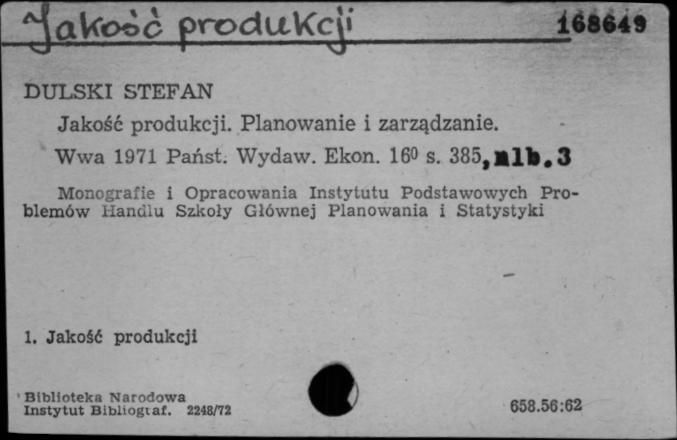 Jakość produkcji 168649
DULSKI STEFAN
Jakość produkcji. Planowanie i zarządzanie.
Wwa 1971 Państ. Wydaw. Ekon. 16⁰ s. 385, nlb. 3
Monografie i Opracowania Instytutu Podstawowych Pro-
blemów Handlu Szkoły Głównej Planowania i Statystyki
1. Jakość produkcji
Biblioteka Narodowa
Instytut Bibliograf. 2248/72 658.56:62